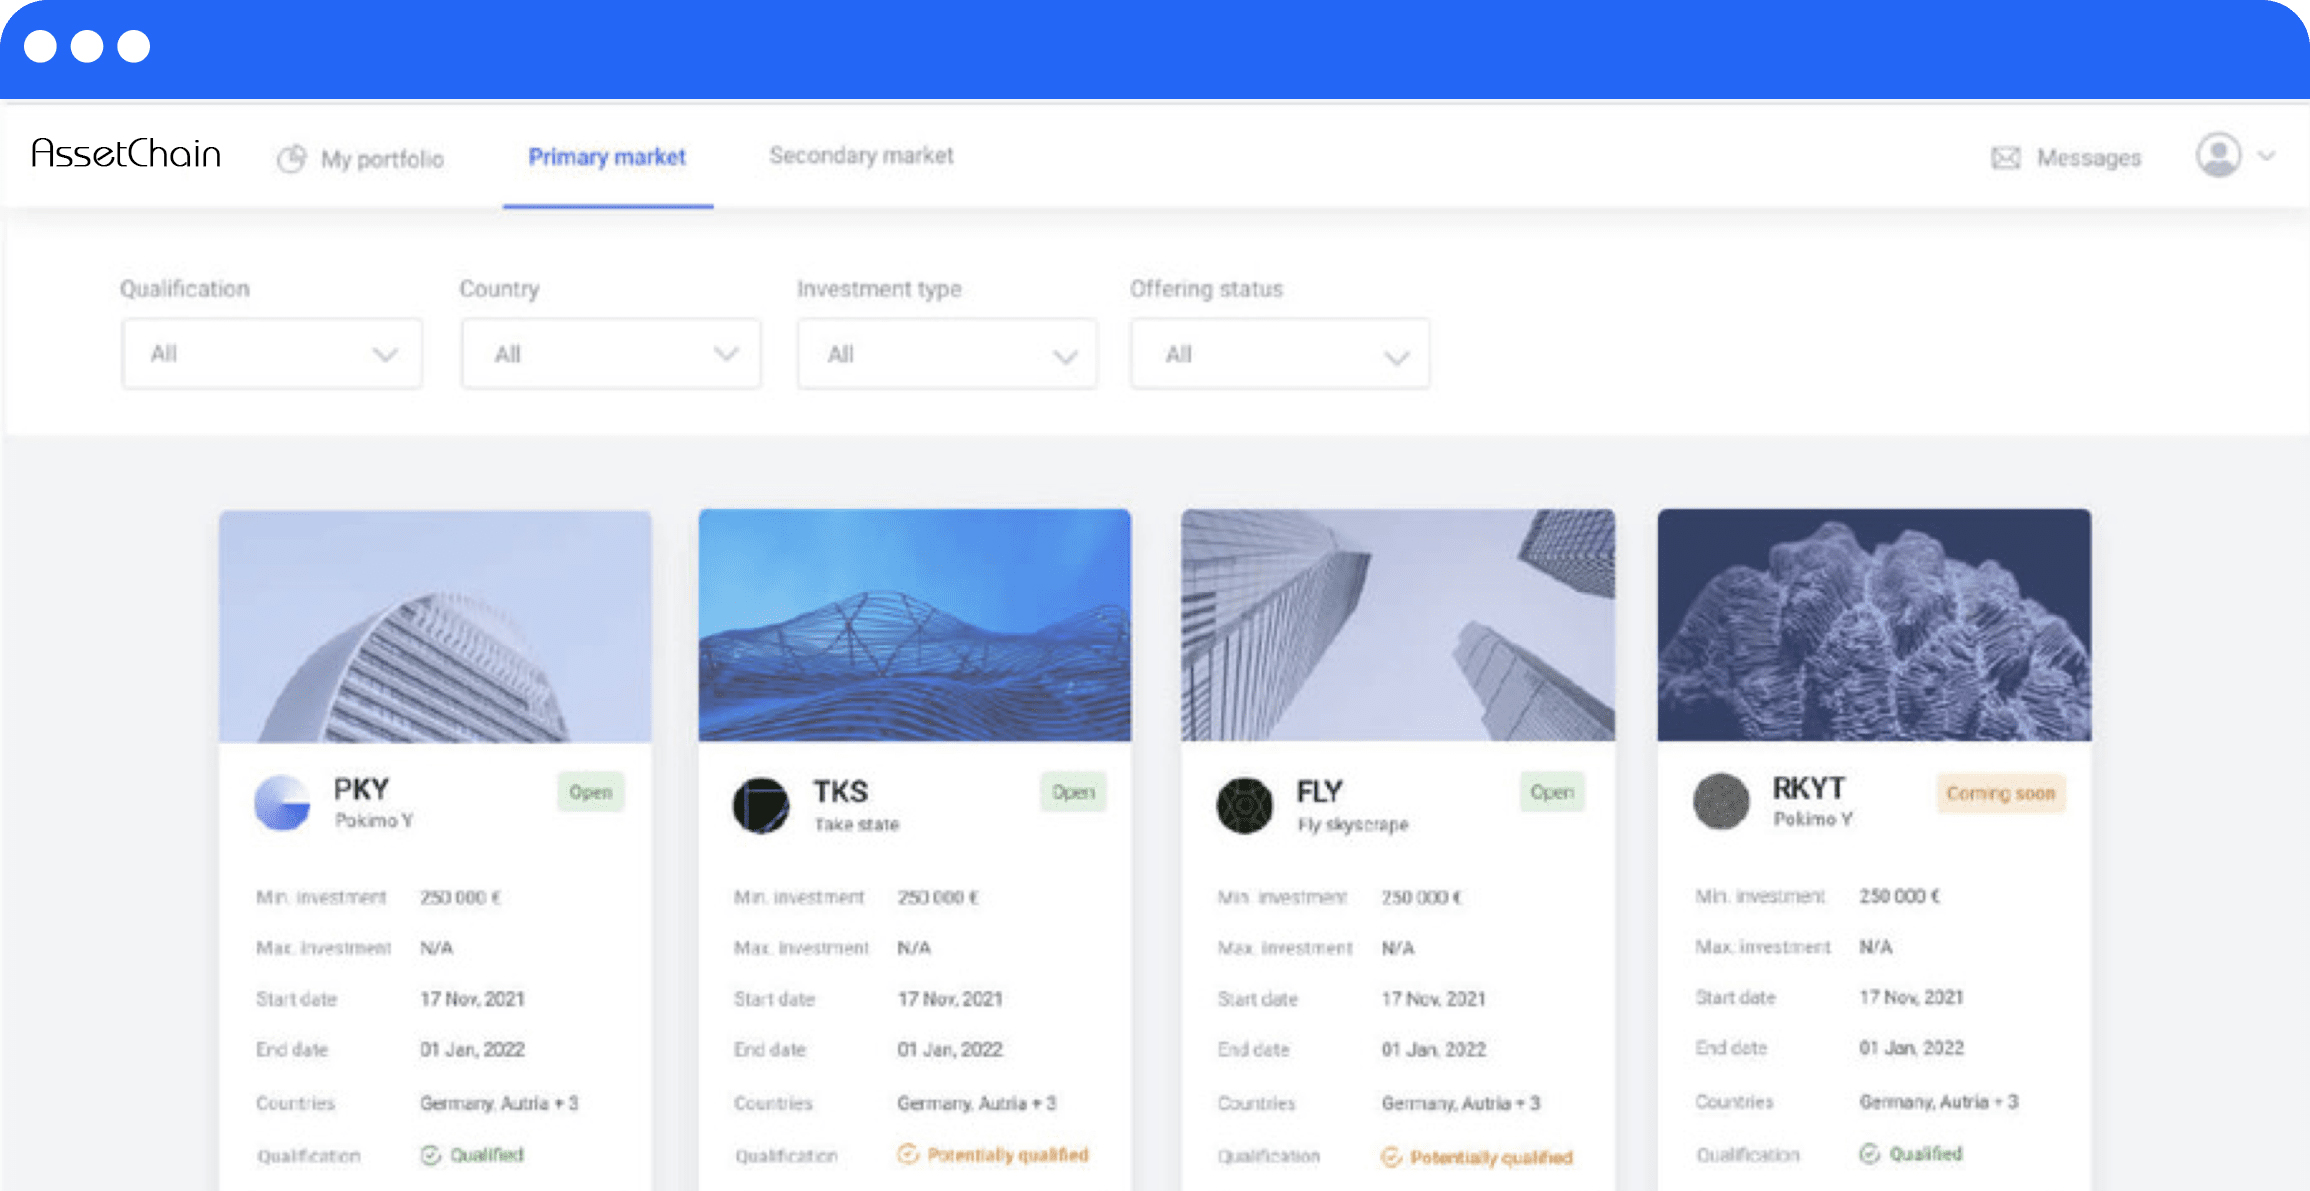 AssetChain
My portfolio
Primary market
Secondary market
Messages
Qualification
Country
Investment type
Offering status
All
All
All
All
PKY
Pokimo Y
Open
Min. investment 250 000 €
Max. investment N/A
Start date 17 Nov, 2021
End date 01 Jan, 2022
Countries Germany, Autria + 3
Qualification Qualified
TKS
Take state
Open
Min. investment 250 000 €
Max. investment N/A
Start date 17 Nov, 2021
End date 01 Jan, 2022
Countries Germany, Autria + 3
Qualification Potentially qualified
FLY
Fly skyscrape
Open
Min. investment 250 000 €
Max. investment N/A
Start date 17 Nov, 2021
End date 01 Jan, 2022
Countries Germany, Autria + 3
Qualification Potentially qualified
RKYT
Pokimo Y
Coming soon
Min. investment 250 000 €
Max. investment N/A
Start date 17 Nov, 2021
End date 01 Jan, 2022
Countries Germany, Autria + 3
Qualification Qualified